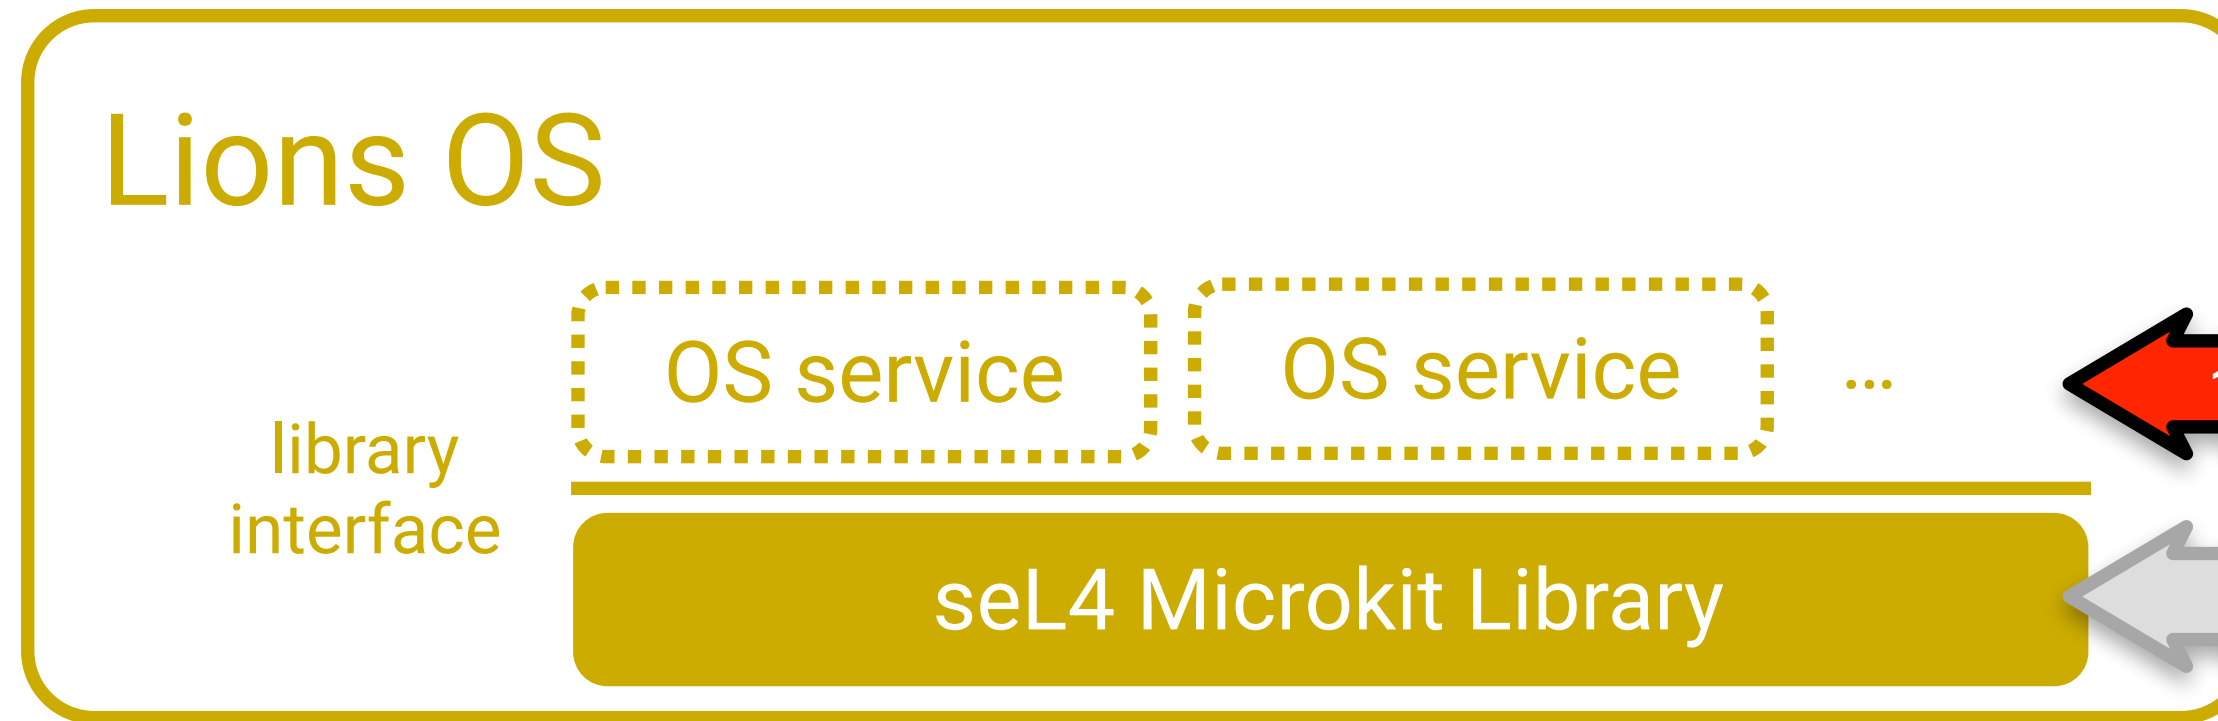 Lions OS
OS service
OS service
...
library
interface
seL4 Microkit Library